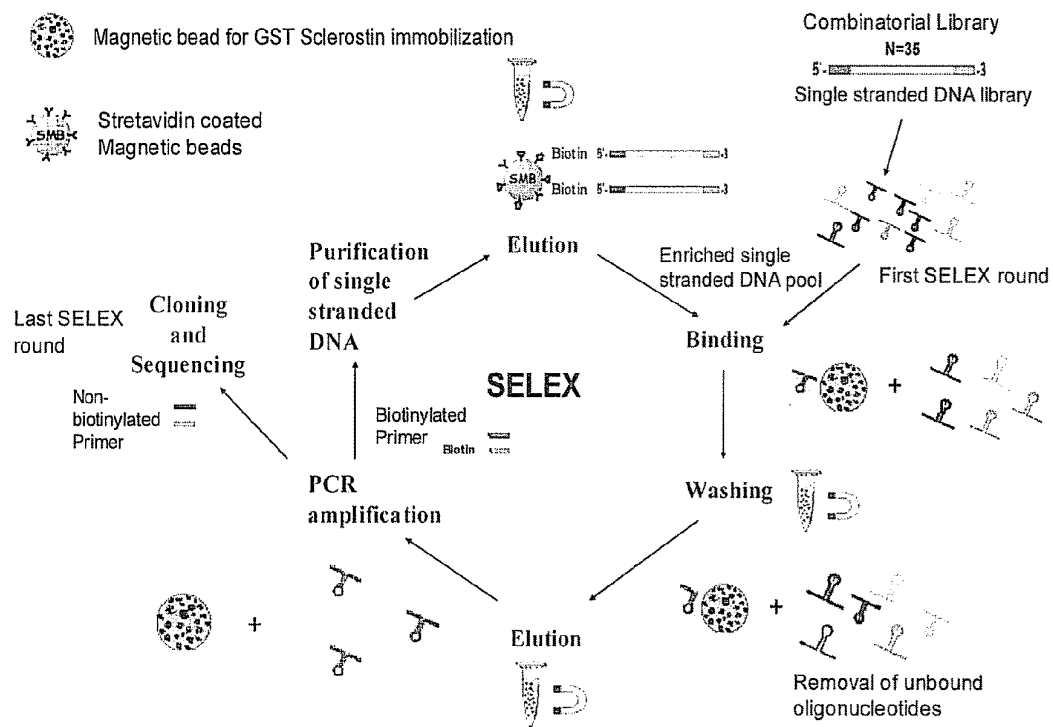 Magnetic bead for GST Sclerostin immobilization
SMB
Stretavidin coated
Magnetic beads
Combinatorial Library
N=35
5'- -3
Single stranded DNA library
First SELEX round
SMB
Biotin 5'- -3
Biotin 5'- -3
Elution
Enriched single
stranded DNA pool
Binding
+
Washing
+
Removal of unbound
oligonucleotides
Elution
+
PCR
amplification
Biotinylated
Primer
Biotin
Purification
of single
stranded
DNA
SELEX
Non-
biotinylated
Primer
Cloning
and
Sequencing
Last SELEX
round